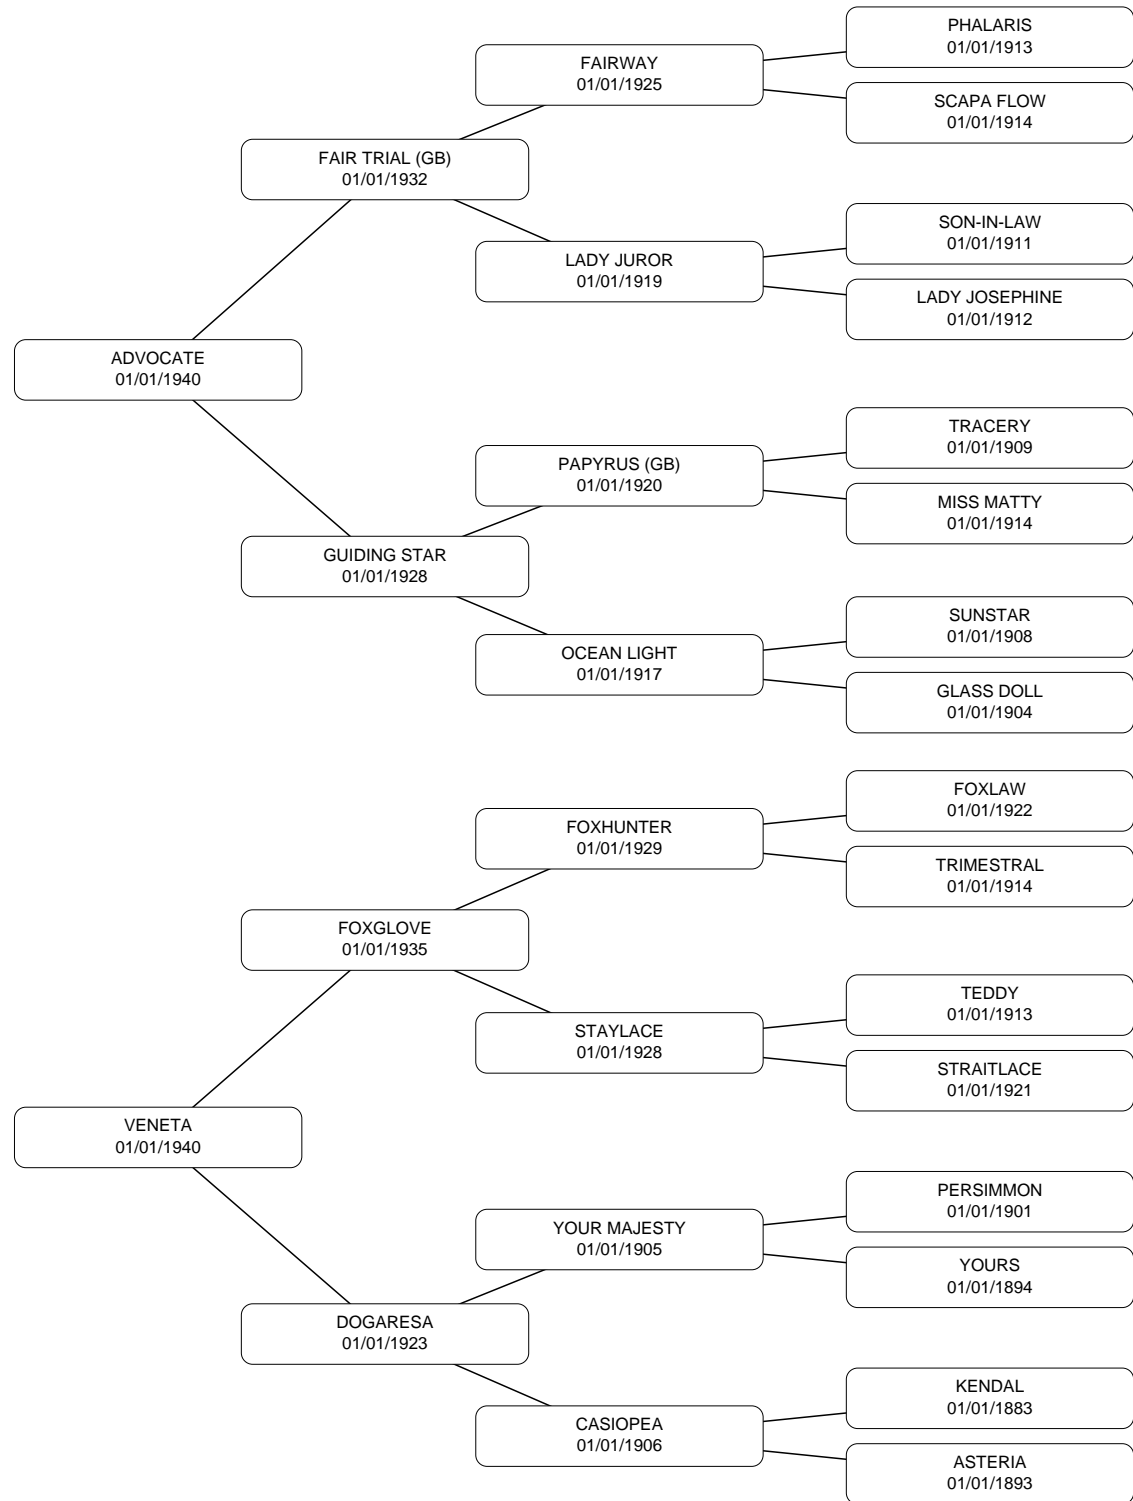 PHALARIS
01/01/1913
FAIRWAY
01/01/1925
SCAPA FLOW
01/01/1914
FAIR TRIAL (GB)
01/01/1932
SON-IN-LAW
01/01/1911
LADY JUROR
01/01/1919
LADY JOSEPHINE
01/01/1912
ADVOCATE
01/01/1940
TRACERY
01/01/1909
PAPYRUS (GB)
01/01/1920
MISS MATTY
01/01/1914
GUIDING STAR
01/01/1928
SUNSTAR
01/01/1908
OCEAN LIGHT
01/01/1917
GLASS DOLL
01/01/1904
FOXLAW
01/01/1922
FOXHUNTER
01/01/1929
TRIMESTRAL
01/01/1914
FOXGLOVE
01/01/1935
TEDDY
01/01/1913
STAYLACE
01/01/1928
STRAITLACE
01/01/1921
VENETA
01/01/1940
PERSIMMON
01/01/1901
YOUR MAJESTY
01/01/1905
YOURS
01/01/1894
DOGARESA
01/01/1923
KENDAL
01/01/1883
CASIOPEA
01/01/1906
ASTERIA
01/01/1893